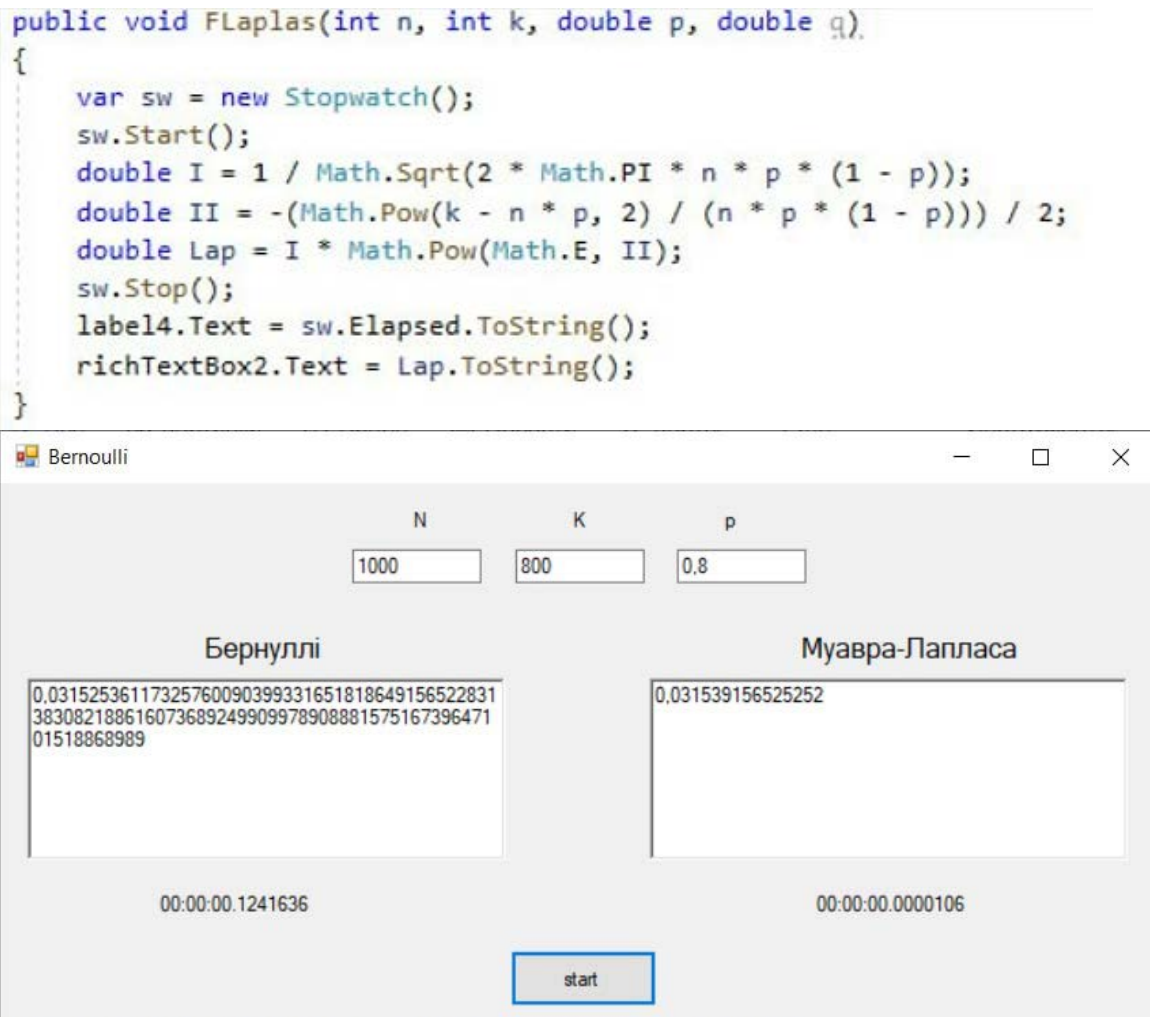 public void FLaplas(int n, int k, double p, double q)
{
var sw = new Stopwatch();
sw.Start();
double I = 1 / Math.Sqrt(2 * Math.PI * n * p * (1 - p));
double II = -(Math.Pow(k - n * p, 2) / (n * p * (1 - p))) / 2;
double Lap = I * Math.Pow(Math.E, II);
sw.Stop();
label4.Text = sw.Elapsed.ToString();
richTextBox2.Text = Lap.ToString();
}
Bernoulli
N K p
1000 800 0,8
Бернуллі Муавра-Лапласа
0,03152536117325760090399331651818649156522831
383082188616073689249909978908881575167396471
01518868989
0,031539156525252
00:00:00.1241636 00:00:00.0000106
start